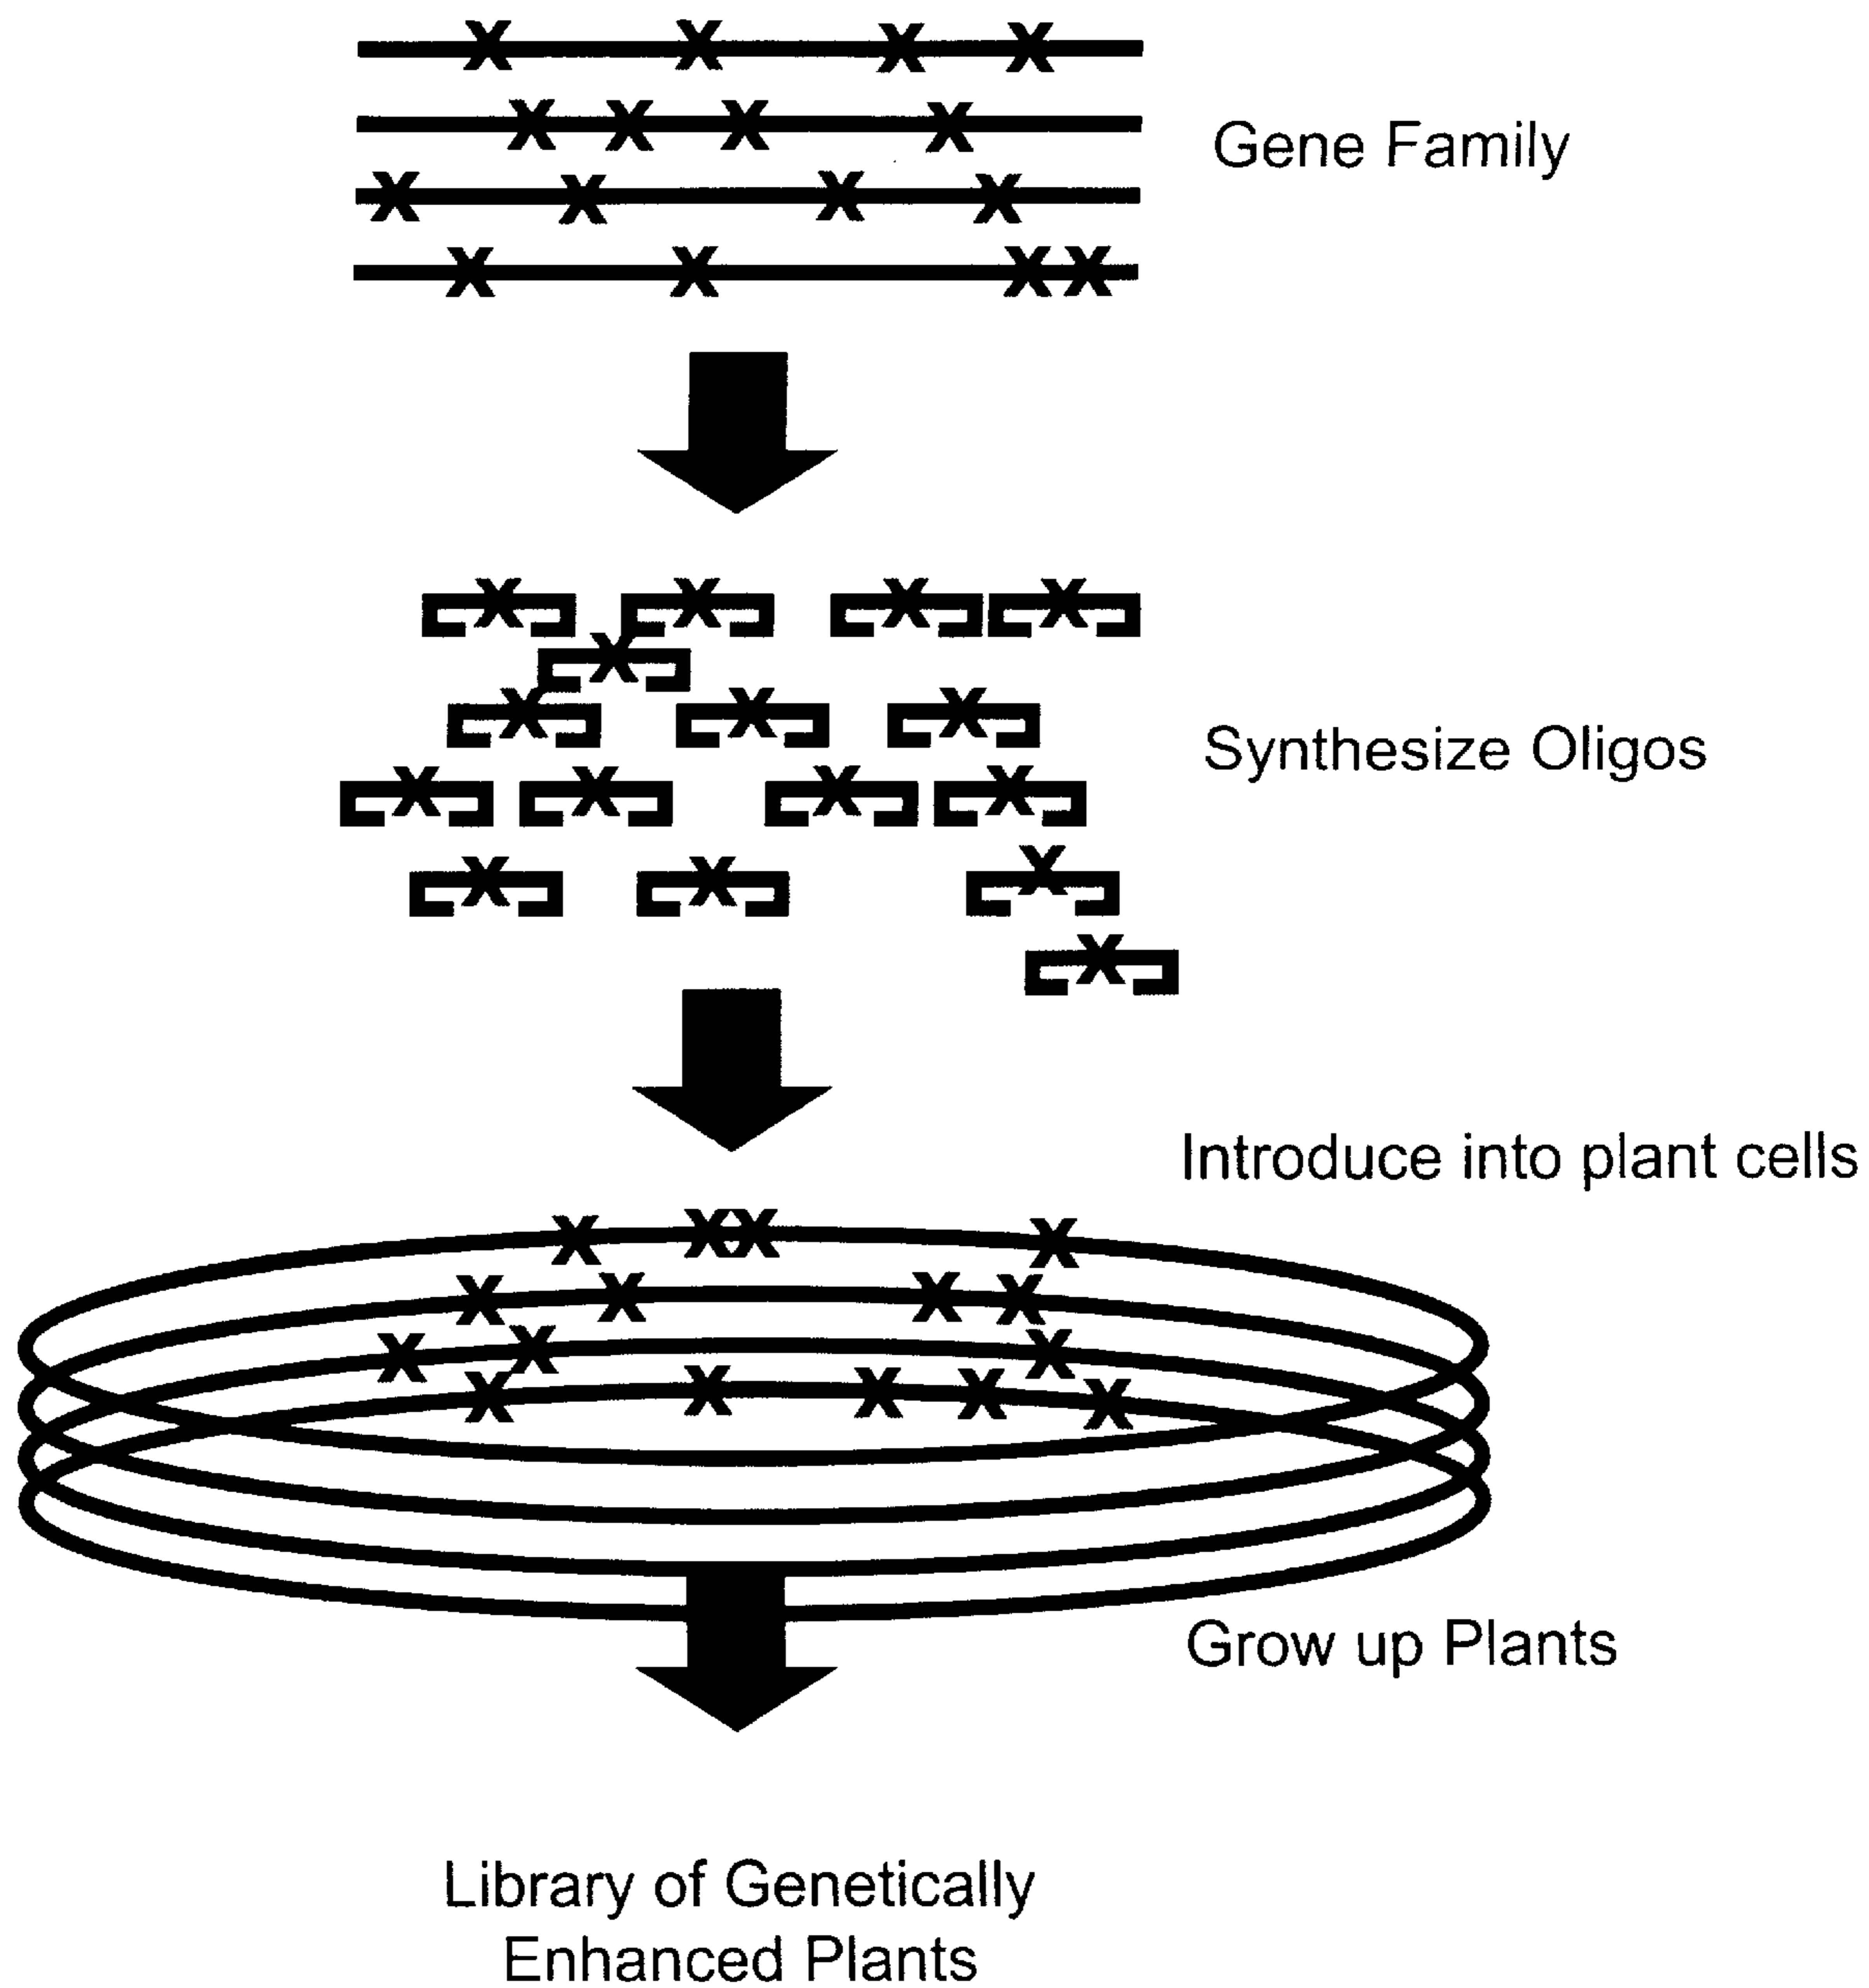 Gene Family
Synthesize Oligos
Introduce into plant cells
Grow up Plants
Library of Genetically
Enhanced Plants